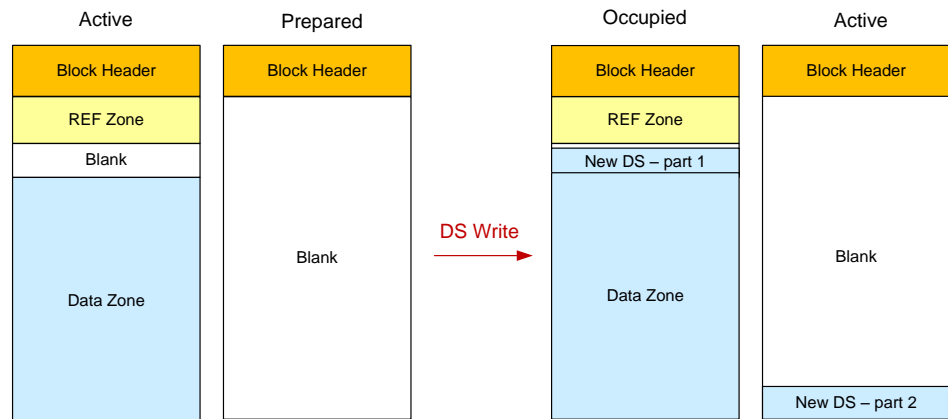 Active
Prepared
Occupied
Active
Block Header
Block Header
Block Header
Block Header
REF Zone
REF Zone
Blank
New DS – part 1
DS Write
Blank
Blank
Data Zone
Data Zone
New DS – part 2